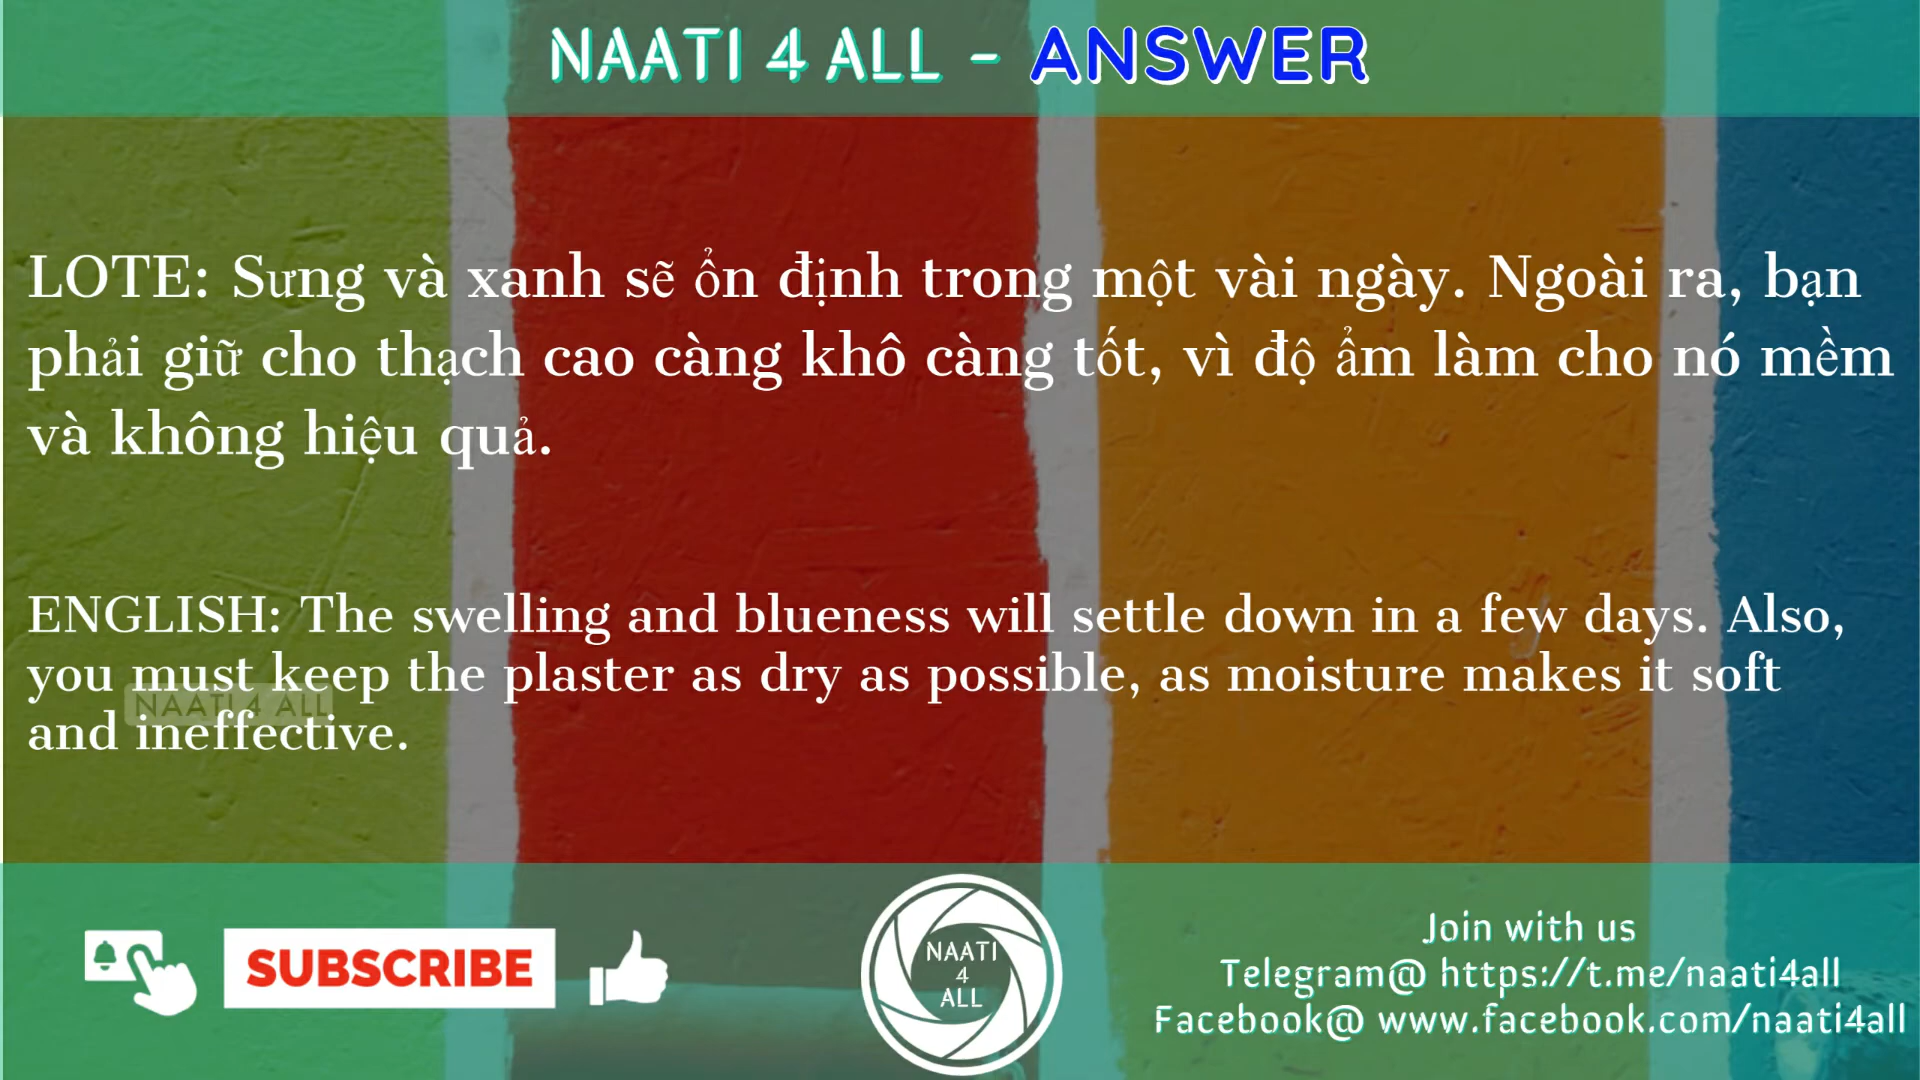 NAATI 4 ALL - ANSWER
LOTE: Sưng và xanh sẽ ổn định trong một vài ngày. Ngoài ra, bạn
phải giữ cho thạch cao càng khô càng tốt, vì độ ẩm làm cho nó mềm
và không hiệu quả.
ENGLISH: The swelling and blueness will settle down in a few days. Also,
you must keep the plaster as dry as possible, as moisture makes it soft
NAATI 4 ALL
and ineffective.
SUBSCRIBE
NAATI
4
ALL
Join with us
Telegram@ https://t.me/naati4all
Facebook@ www.facebook.com/naati4all